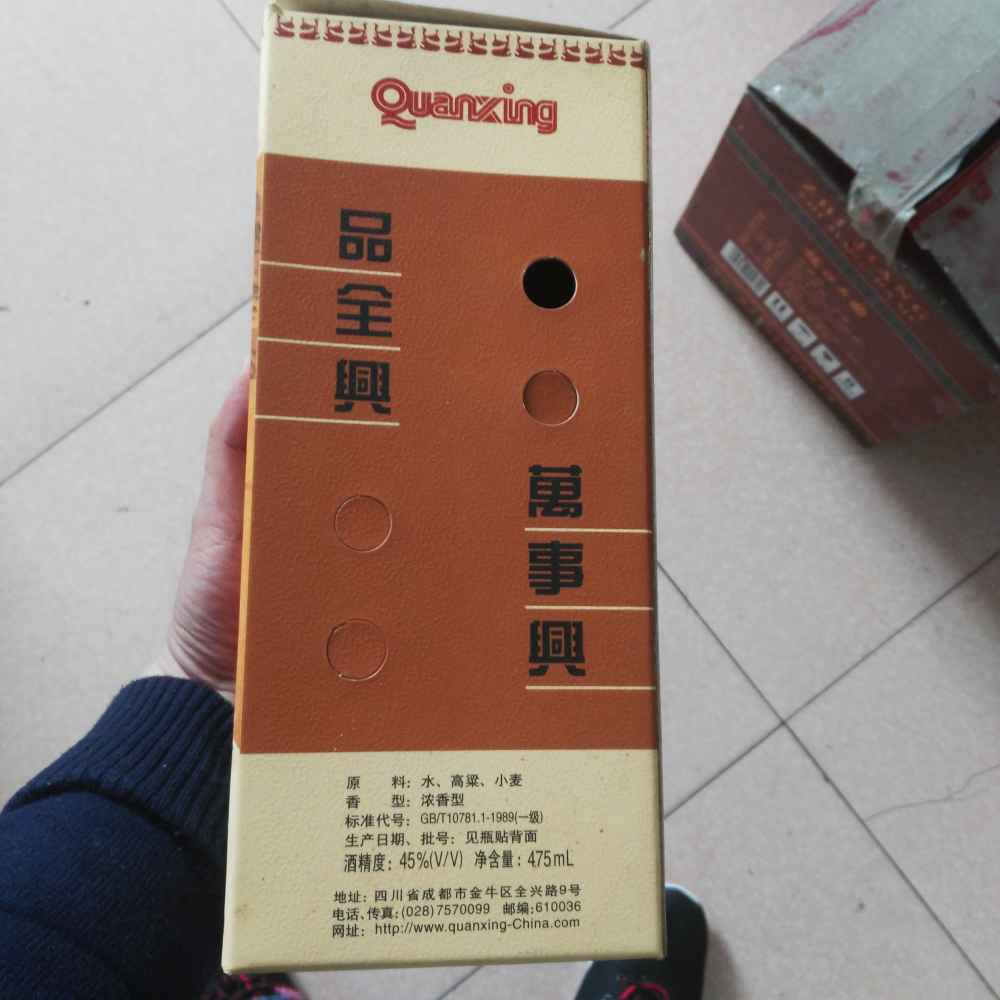 Quanxing
品全興
萬事興
原 料：水、高粱、小麦
香 型：浓香型
标准代号：GB/T10781.1-1989(一级)
生产日期、批号：见瓶贴背面
酒精度：45%(V/V) 净含量：475mL
地址：四川省成都市金牛区全兴路9号
电话、传真：(028)7570099 邮编：610036
网址：http://www.quanxing-China.com